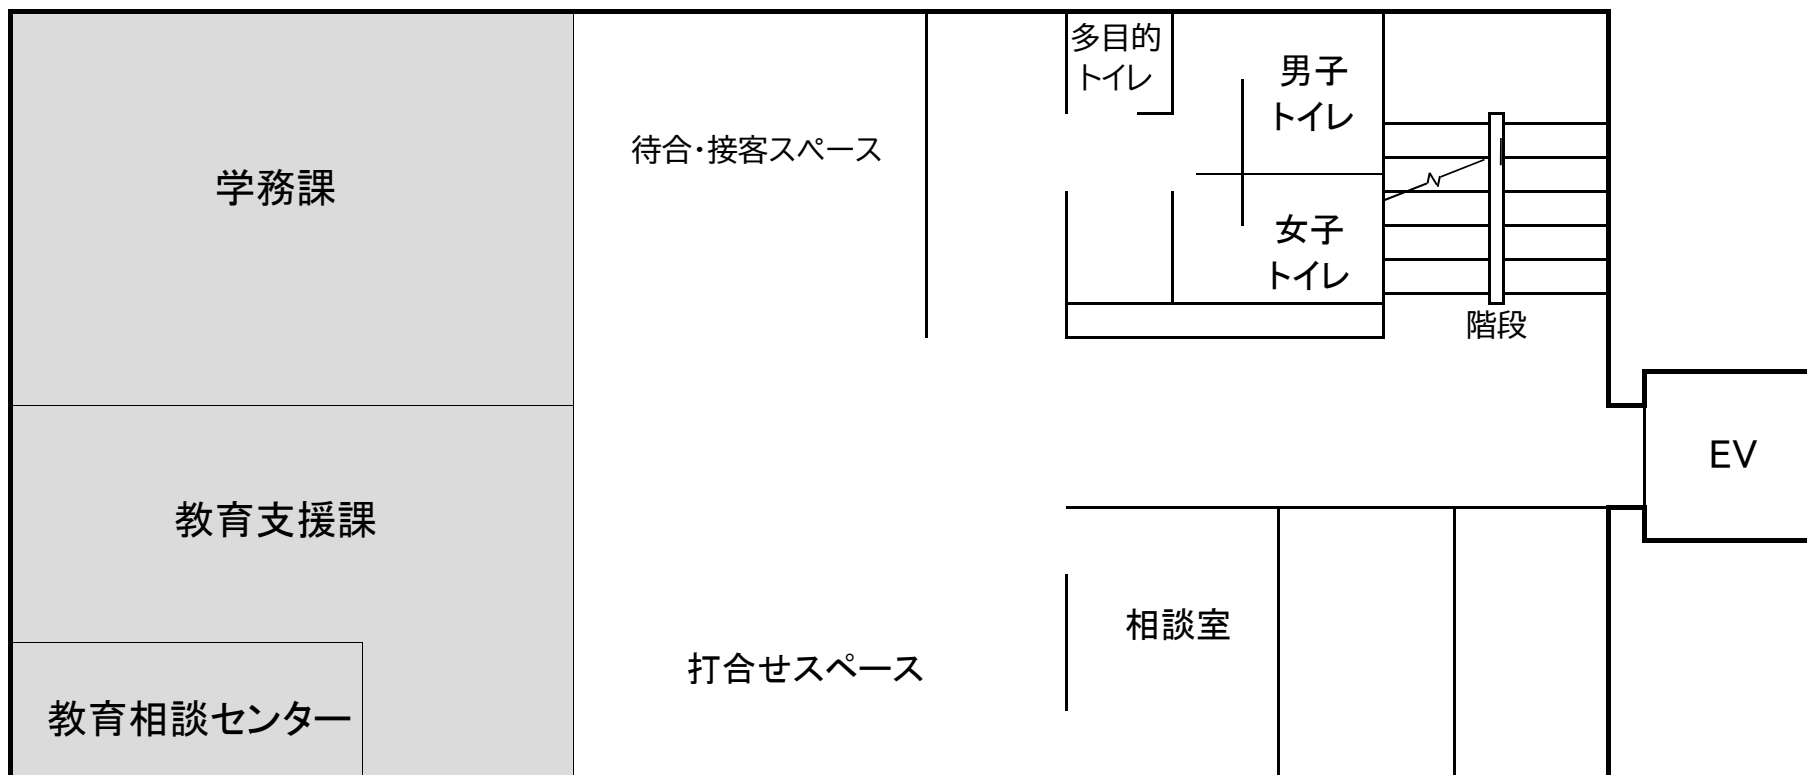 多目的
トイレ
男子
トイレ
待合・接客スペース
学務課
女子
トイレ
階段
EV
教育支援課
相談室
打合せスペース
教育相談センター